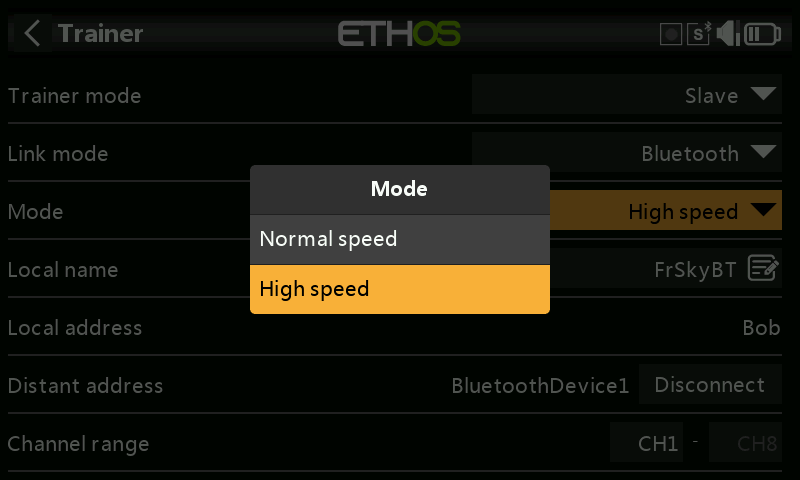 Trainer
ETHOS
S
Trainer mode Slave
Link mode Bluetooth
Mode High speed
Mode
Normal speed
High speed
Local name FrSkyBT
Local address Bob
Distant address BluetoothDevice1 Disconnect
Channel range CH1 - CH8